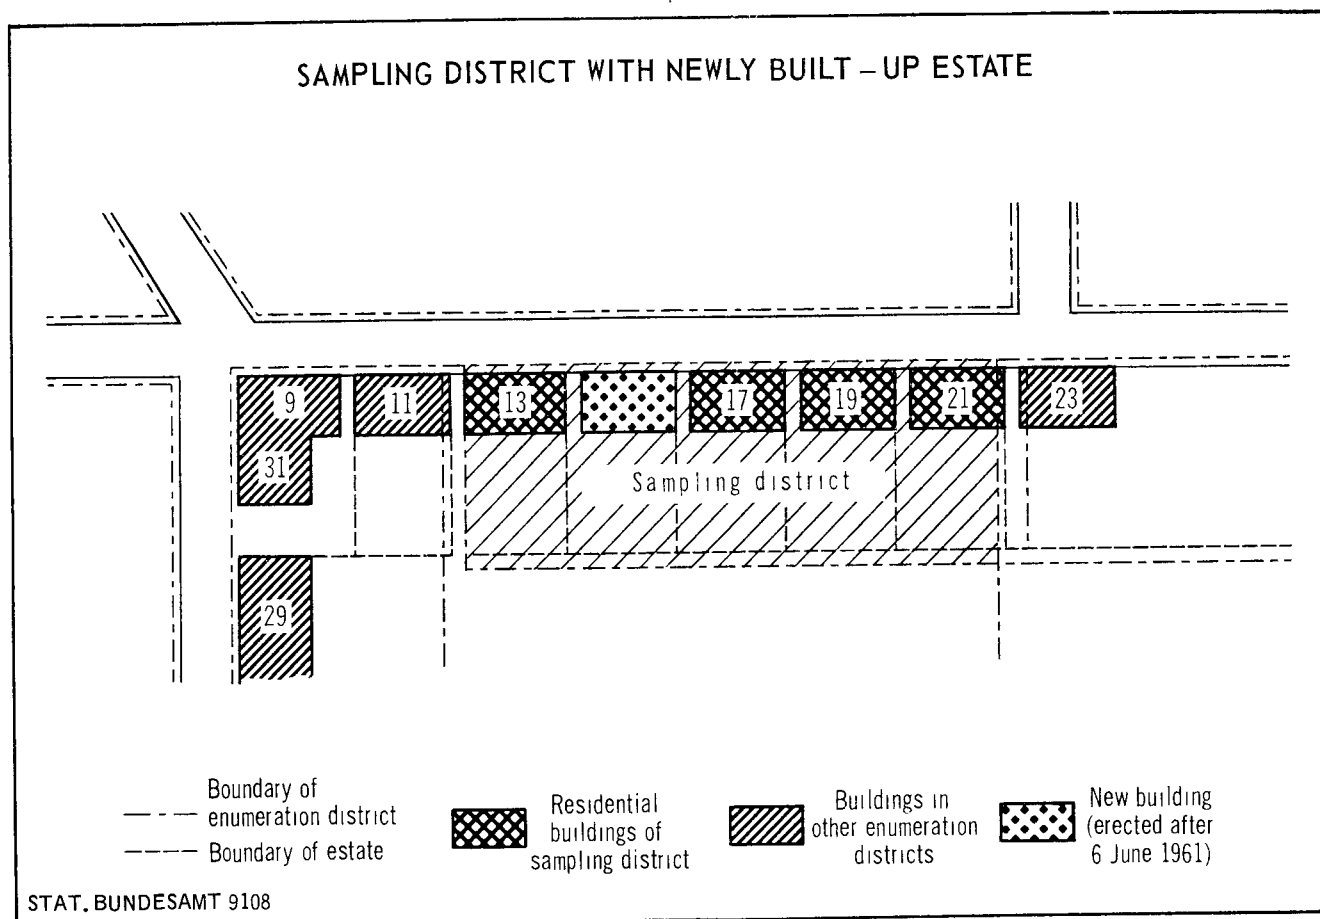 SAMPLING DISTRICT WITH NEWLY BUILT – UP ESTATE
9
11
13
17
19
21
23
31
Sampling district
29
Boundary of
enumeration district
Boundary of estate
Residential
buildings of
sampling district
Buildings in
other enumeration
districts
New building
(erected after
6 June 1961)
STAT. BUNDESAMT 9108